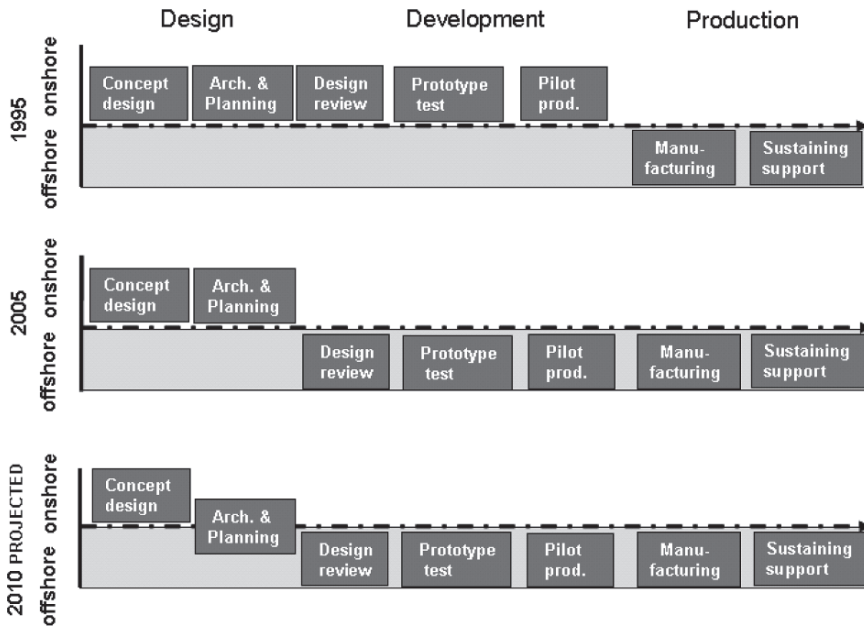 Design Development Production
1995
onshore
offshore
Concept
design
Arch. &
Planning
Design
review
Prototype
test
Pilot
prod.
Manu-
facturing
Sustaining
support
2005
onshore
offshore
Concept
design
Arch. &
Planning
Design
review
Prototype
test
Pilot
prod.
Manu-
facturing
Sustaining
support
2010 PROJECTED
onshore
offshore
Concept
design
Arch. &
Planning
Design
review
Prototype
test
Pilot
prod.
Manu-
facturing
Sustaining
support